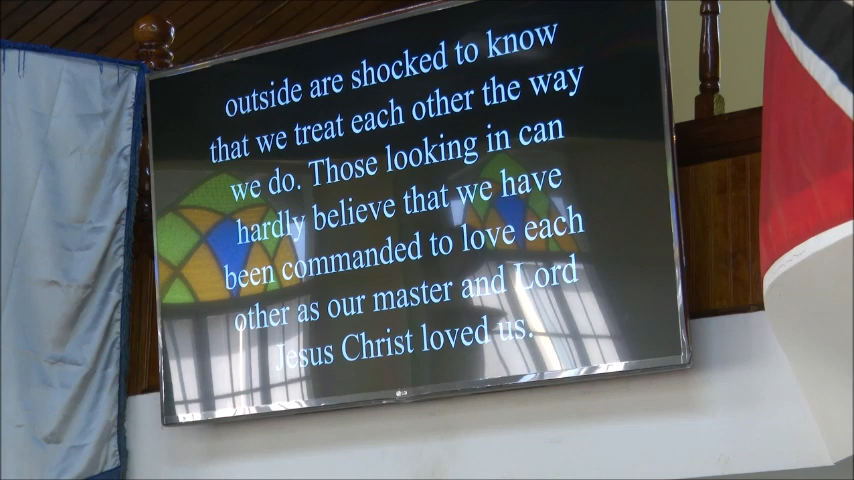 outside are shocked to know
that we treat each other the way
we do. Those looking in can
hardly believe that we have
been commanded to love each
other as our master and Lord
Jesus Christ loved us.
LG